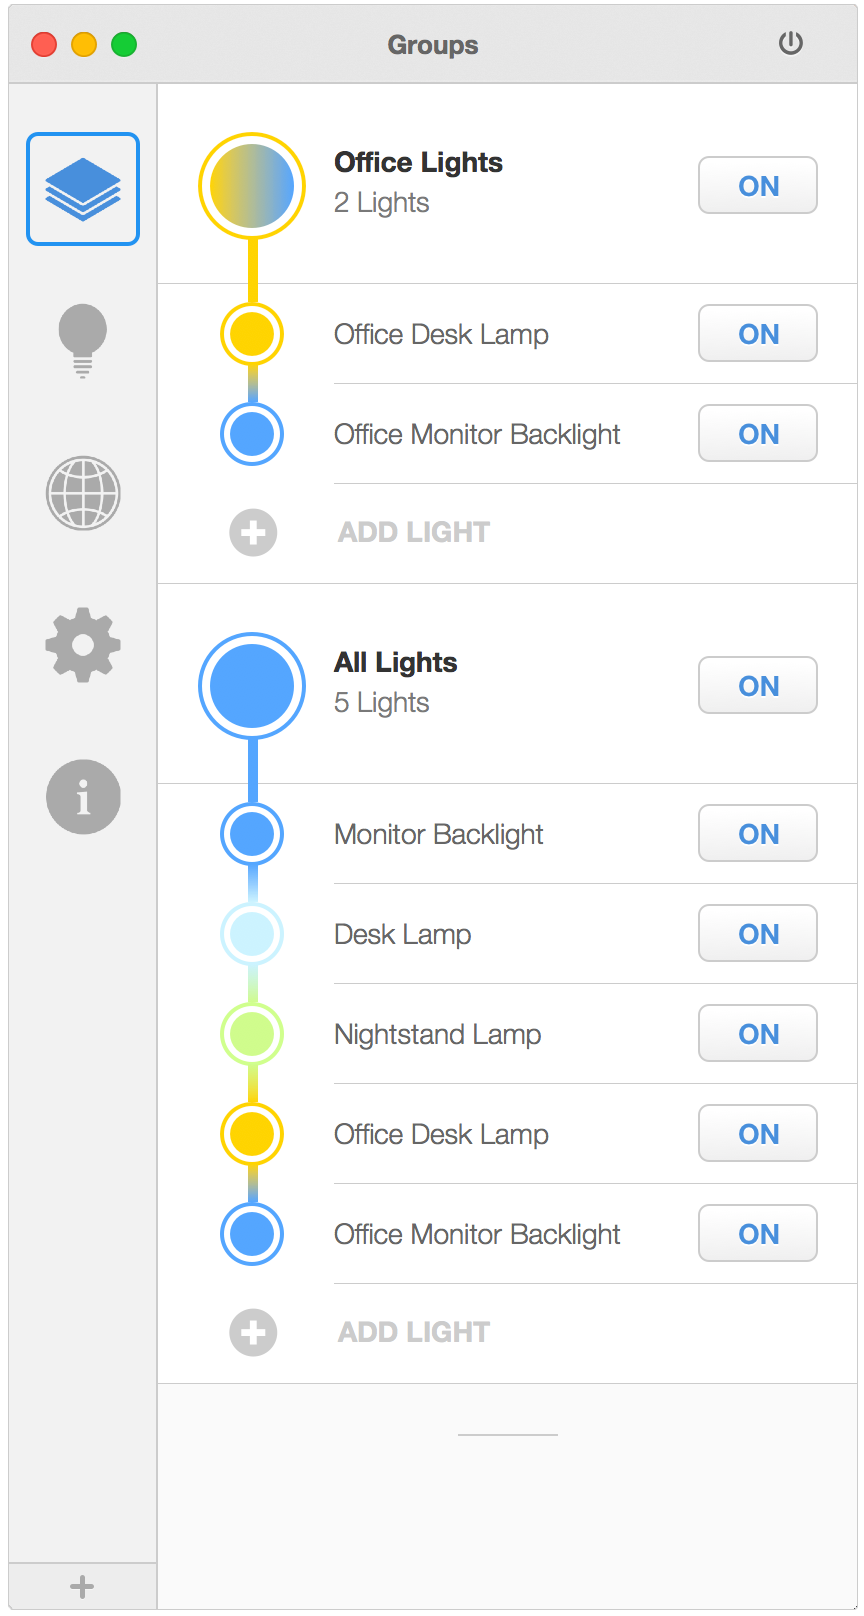 Groups
Office Lights
2 Lights
ON
Office Desk Lamp
ON
Office Monitor Backlight
ON
ADD LIGHT
All Lights
5 Lights
ON
Monitor Backlight
ON
Desk Lamp
ON
Nightstand Lamp
ON
Office Desk Lamp
ON
Office Monitor Backlight
ON
ADD LIGHT